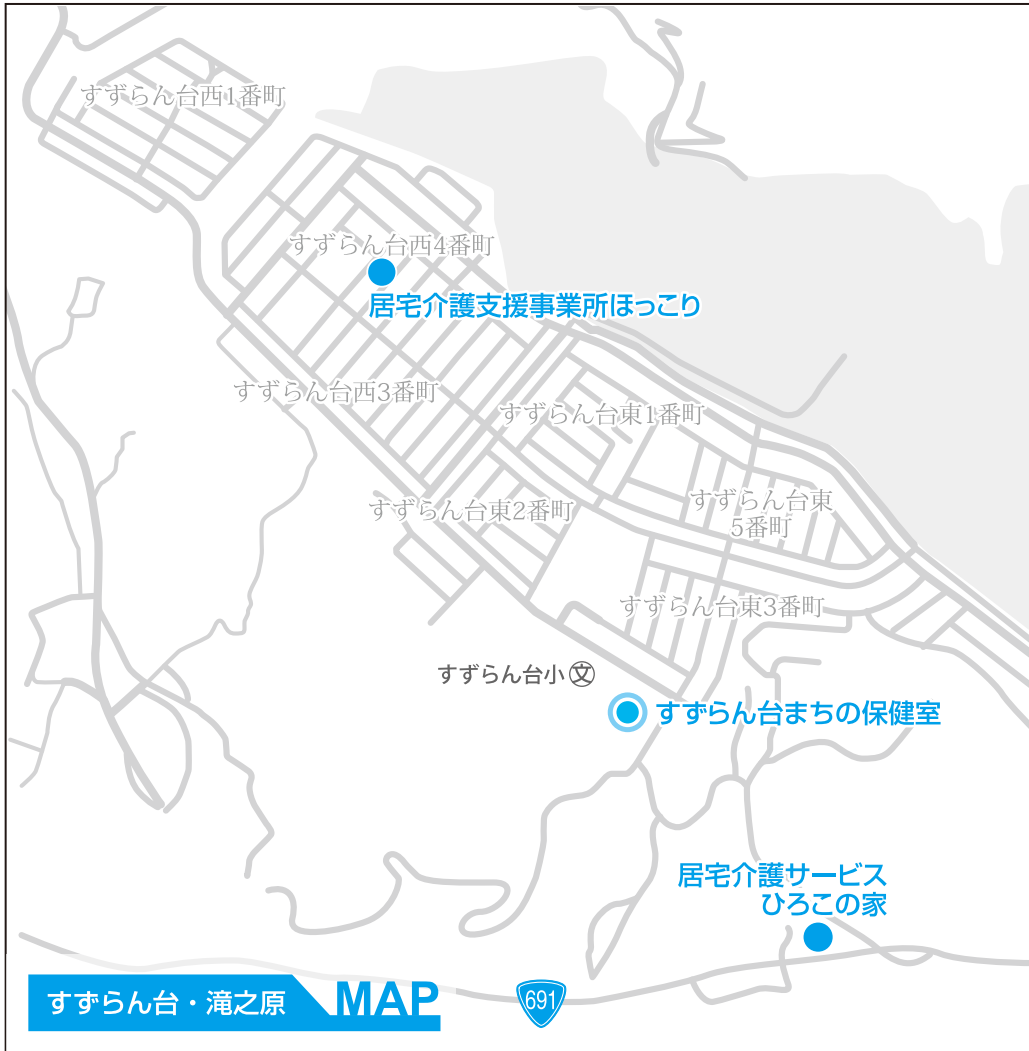 すずらん台西1番町
すずらん台西4番町
居宅介護支援事業所ほっこり
すずらん台西3番町
すずらん台東1番町
すずらん台東
5番町
すずらん台東2番町
すずらん台東3番町
すずらん台小 文
すずらん台まちの保健室
居宅介護サービス
ひろこの家
すずらん台・滝之原 MAP
691